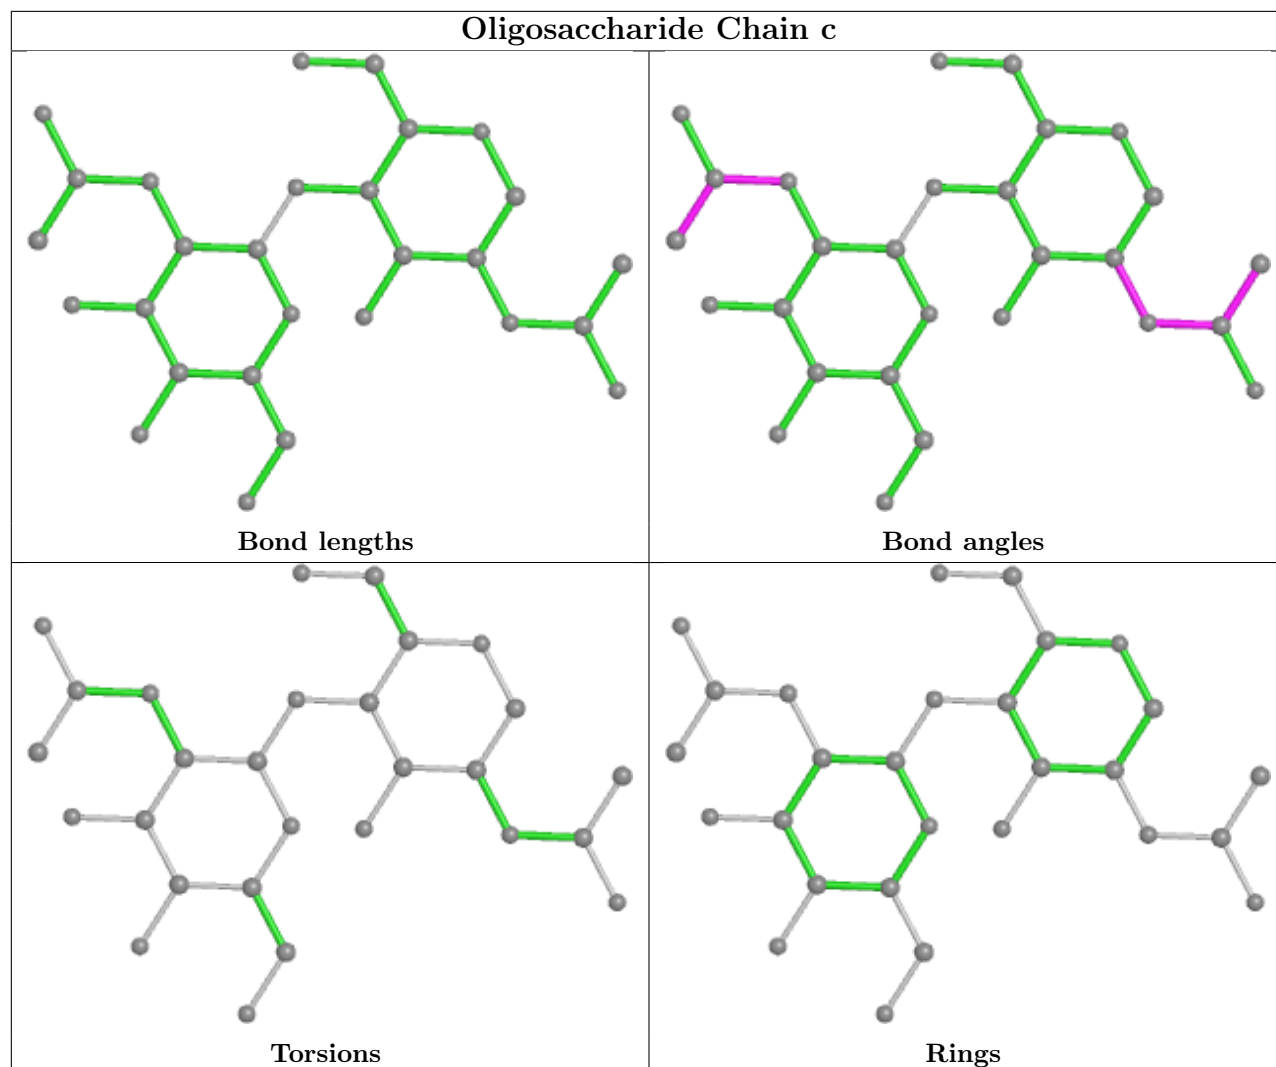 Oligosaccharide Chain c
Bond lengths
Bond angles
Torsions
Rings